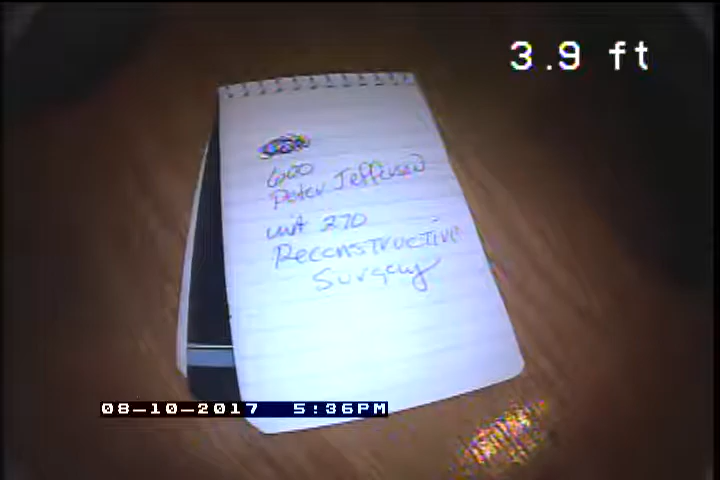 3.9 ft
600
Peter Jefferson
unit 270
Reconstructive
Surgery
08-10-2017 5:36PM